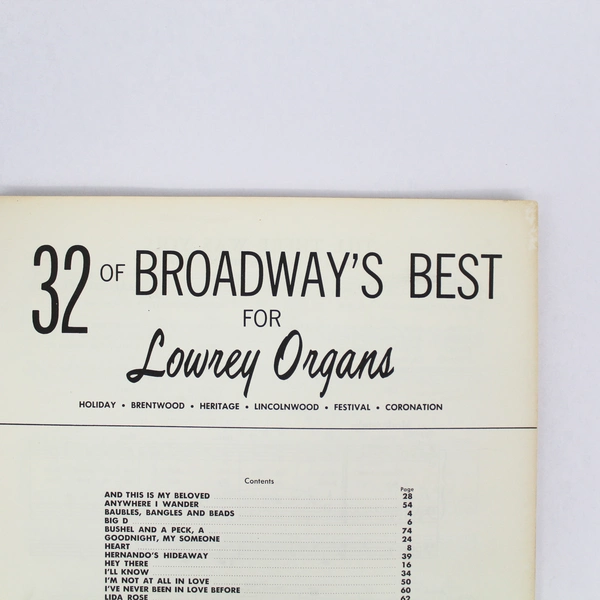 32 OF BROADWAY'S BEST
FOR
Lowrey Organs
HOLIDAY • BRENTWOOD • HERITAGE • LINCOLNWOOD • FESTIVAL • CORONATION
Contents
Page
AND THIS IS MY BELOVED 28
ANYWHERE I WANDER 54
BAUBLES, BANGLES AND BEADS 4
BIG D 6
BUSHEL AND A PECK, A 74
GOODNIGHT, MY SOMEONE 24
HEART 8
HERNANDO'S HIDEAWAY 39
HEY THERE 16
I'LL KNOW 34
I'M NOT AT ALL IN LOVE 50
I'VE NEVER BEEN IN LOVE BEFORE 60
LIDA ROSE 62